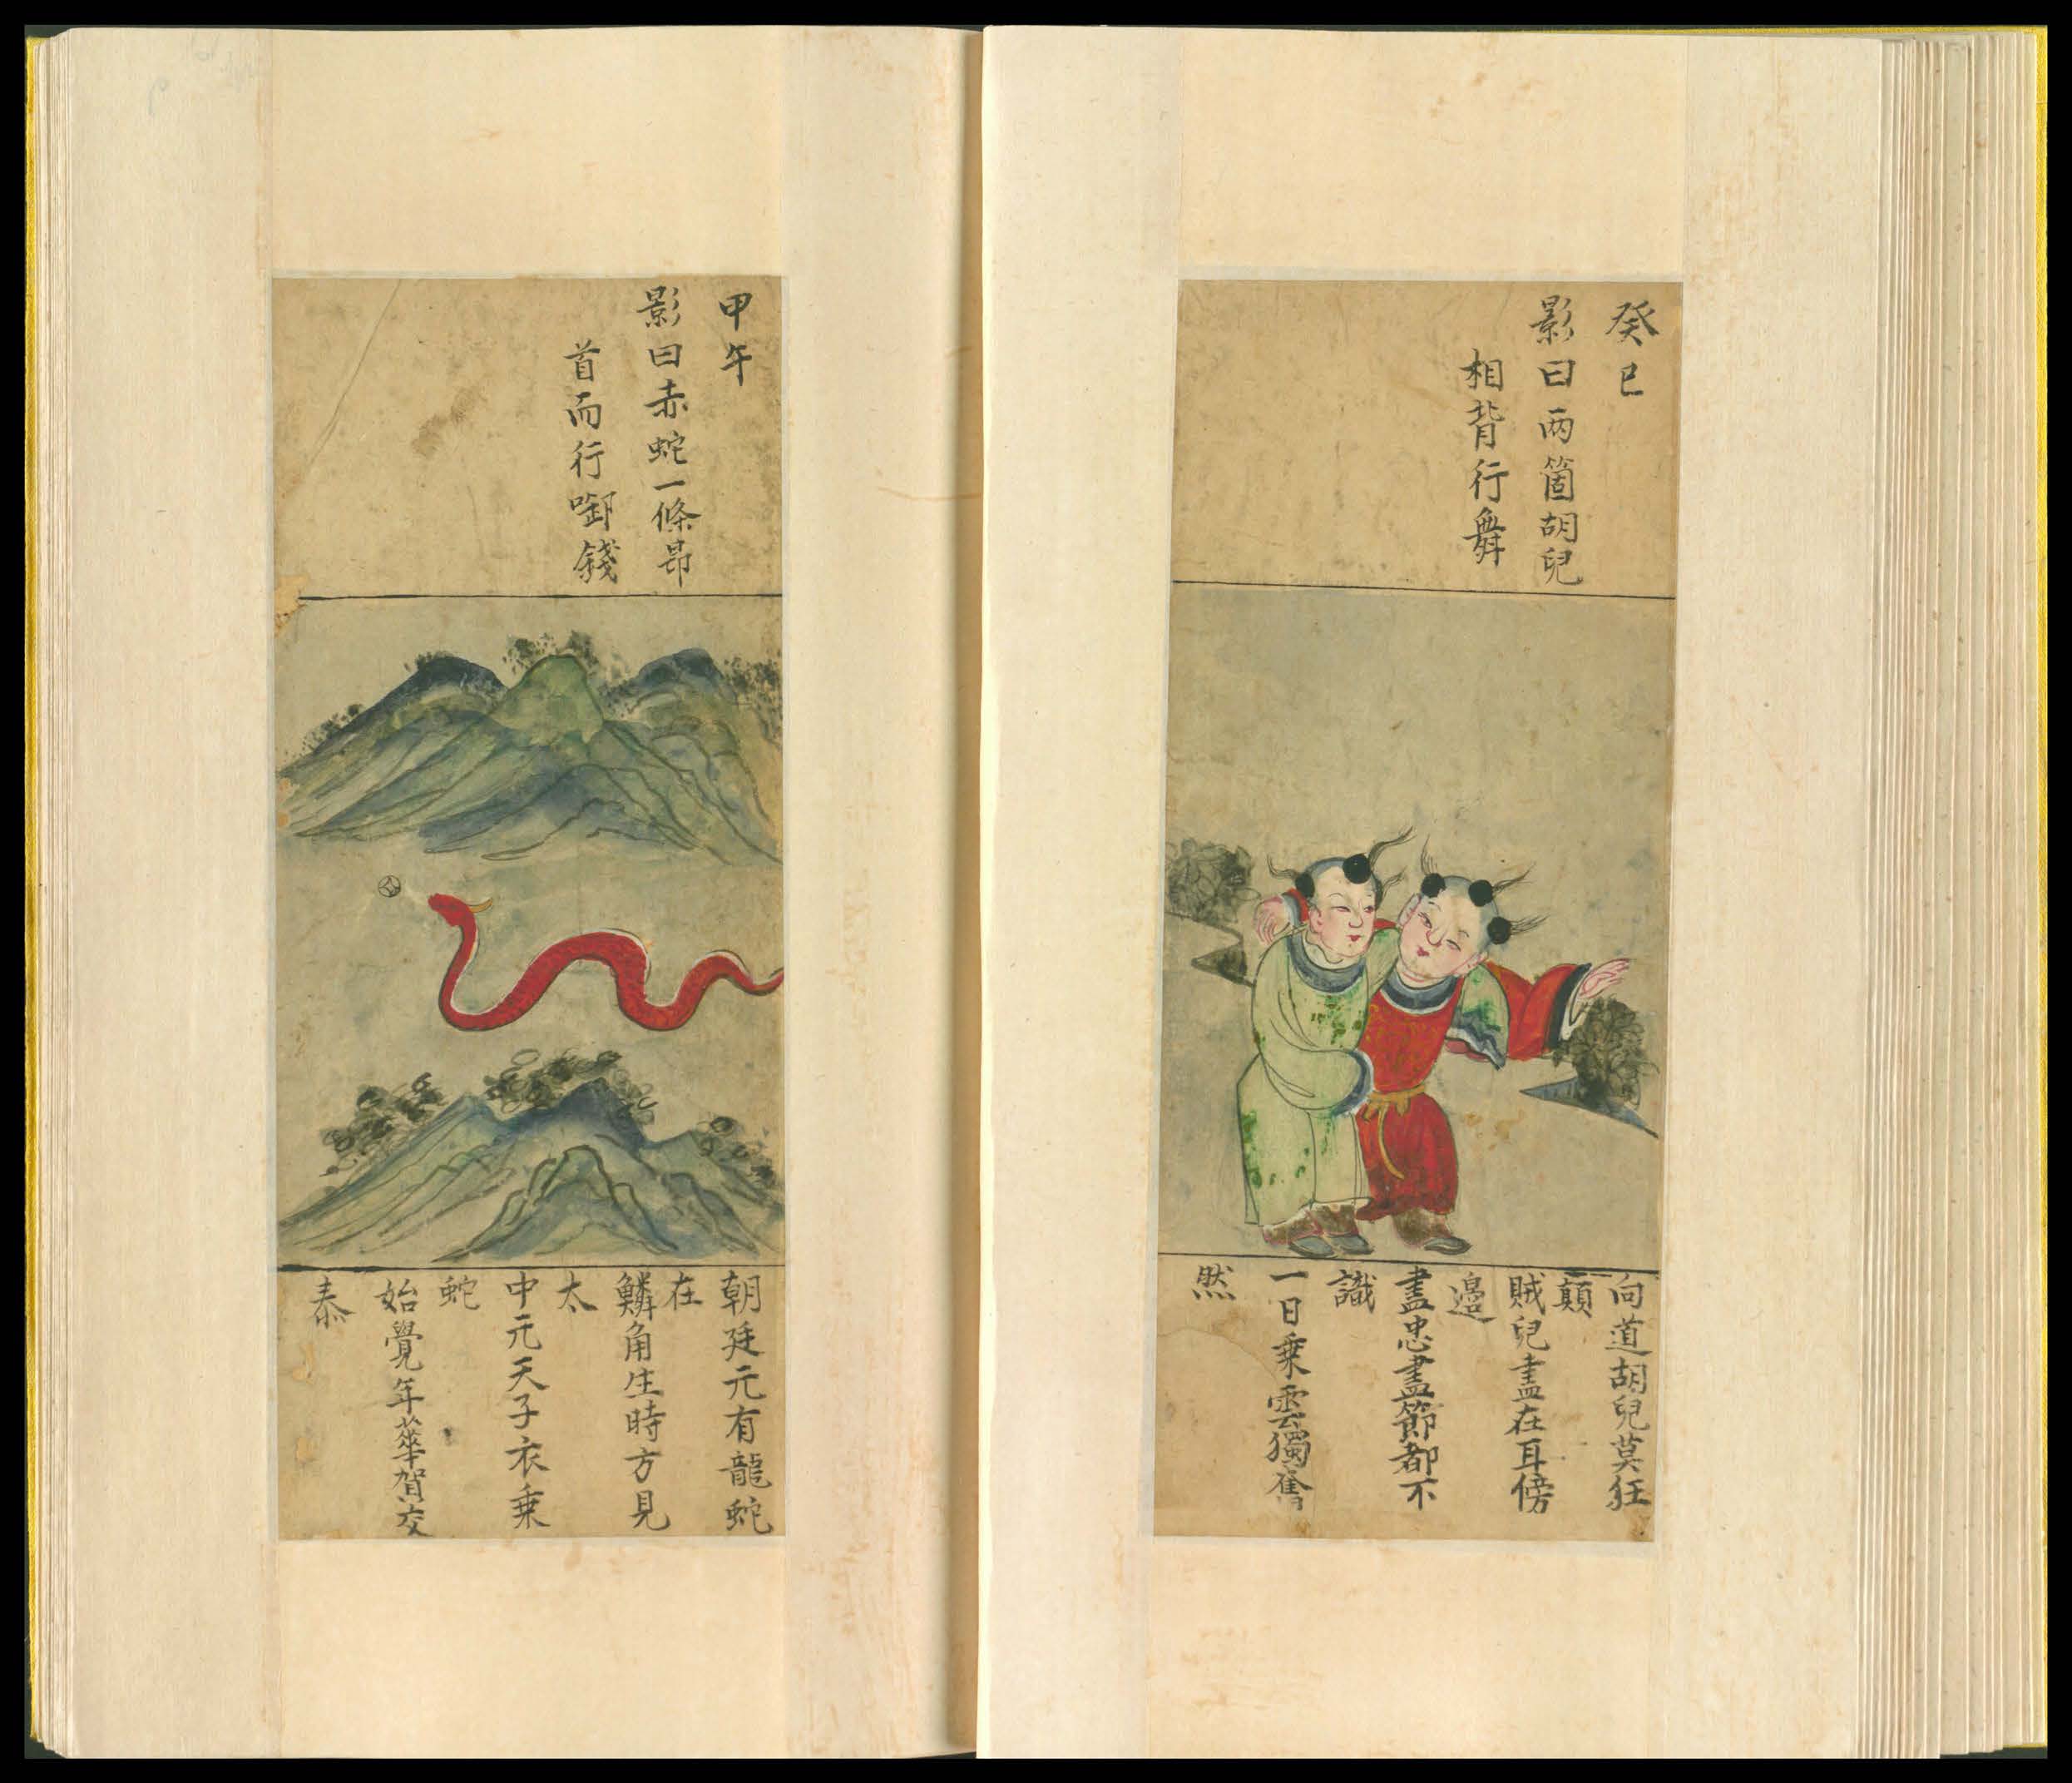 癸巳
影曰兩箇胡兒
相背行舞
向道胡兒莫狂
顛
賊兒盡在耳傍
邉
盡忠盡節都不
識
一日乗雲獨奮
然
甲午
影曰赤蛇一條昂
首而行啣錢
朝廷元有龍蛇
在
鱗角生時方見
太
中元天子衣乗
蛇
始覺年華賀交
泰